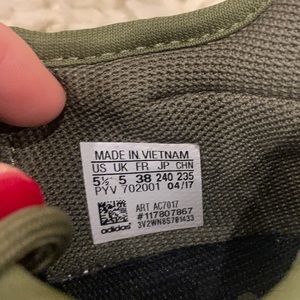 MADE IN VIETNAM
US UK FR JP CHN
5½ 5 38 240 235
PYV 702001 04/17
ART AC7017
#117807867
3V2WN8S701433
adidas